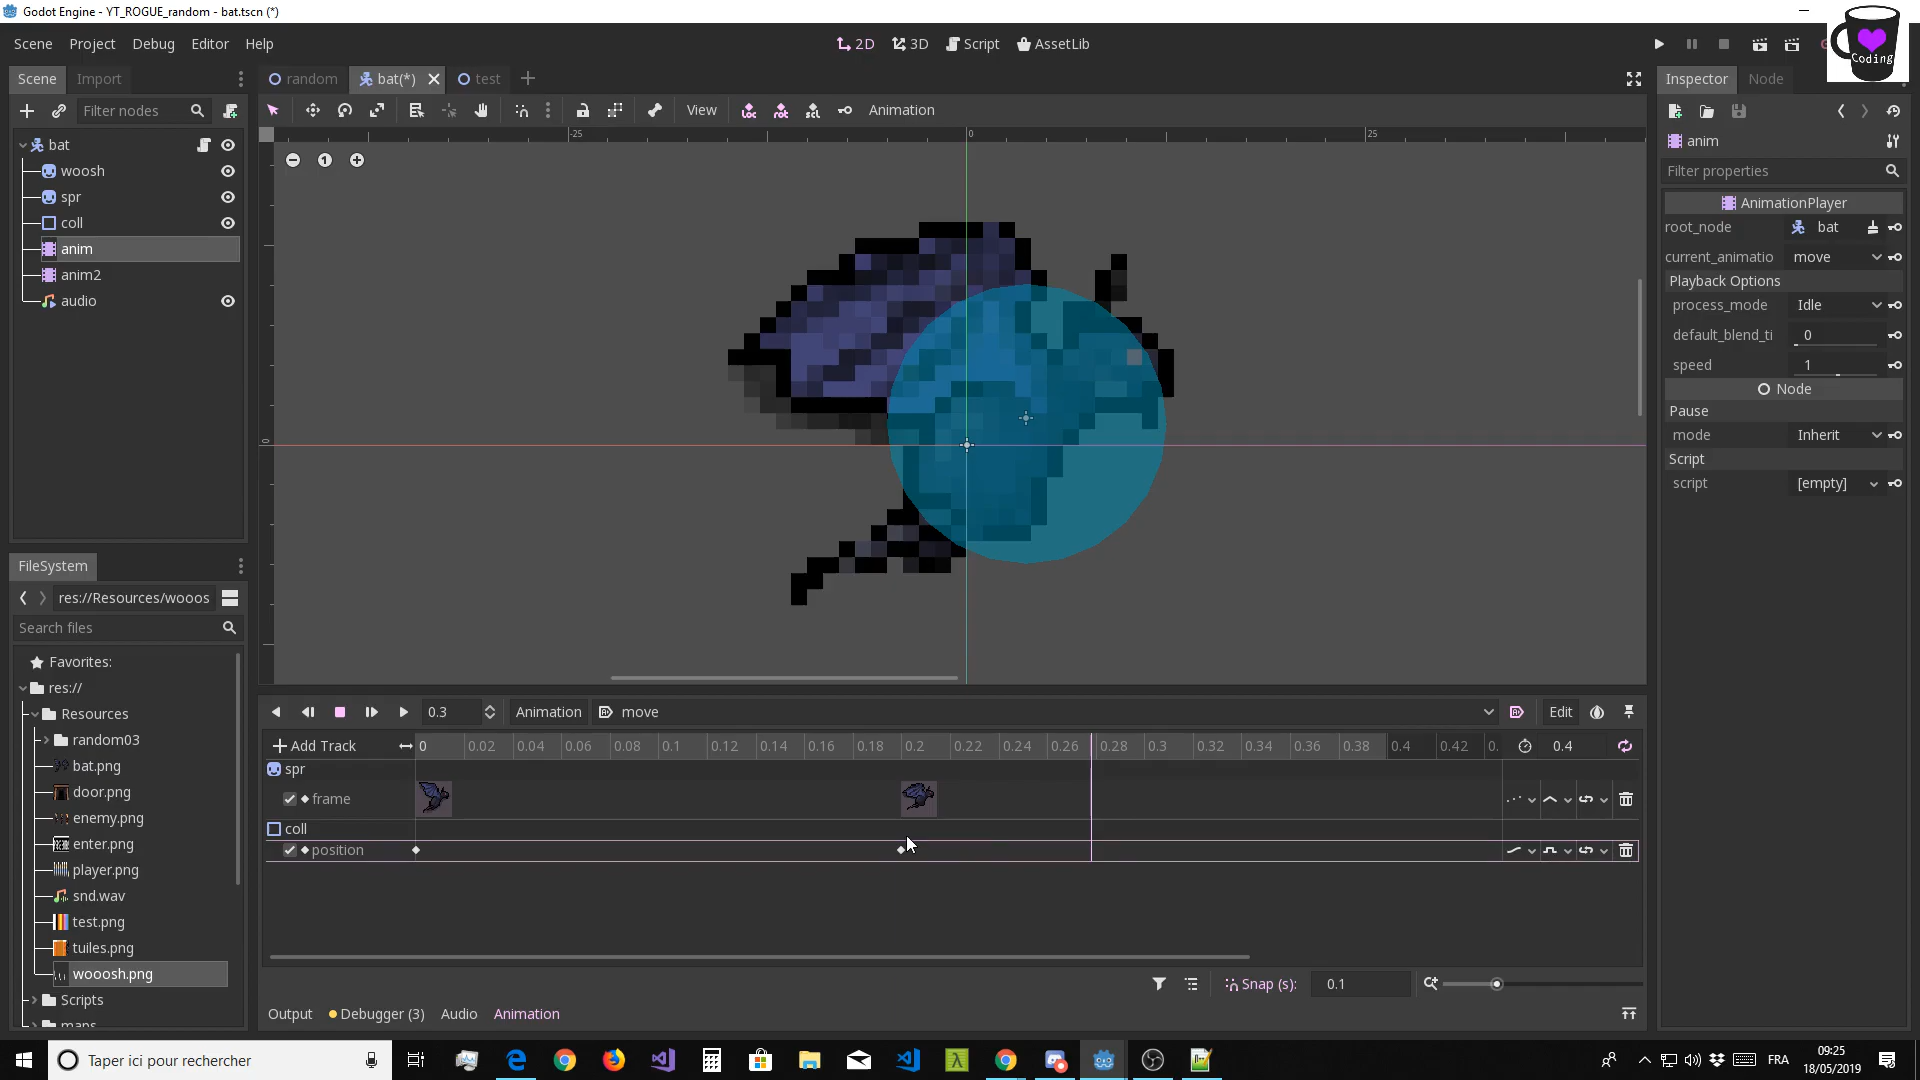 Godot Engine - YT_ROGUE_random - bat.tscn (*)
Scene Project Debug Editor Help
2D 3D Script AssetLib
Coding
Scene Import
random bat(*) test
Inspector Node
Filter nodes
View Animation
bat
woosh
spr
coll
anim
anim2
audio
-25 0 25
0
1
anim
Filter properties
AnimationPlayer
root_node bat
current_animatio move
Playback Options
process_mode Idle
default_blend_ti 0
speed 1
Node
Pause
mode Inherit
Script
script [empty]
FileSystem
res://Resources/wooos
Search files
Favorites:
res://
Resources
random03
bat.png
door.png
enemy.png
enter.png
player.png
snd.wav
test.png
tuiles.png
wooosh.png
Scripts
maps
0.3 Animation move Edit
Add Track 0 0.02 0.04 0.06 0.08 0.1 0.12 0.14 0.16 0.18 0.2 0.22 0.24 0.26 0.28 0.3 0.32 0.34 0.36 0.38 0.4 0.42 0. 0.4
spr
frame
coll
position
Snap (s): 0.1
Output Debugger (3) Audio Animation
Taper ici pour rechercher
FRA
09:25
18/05/2019